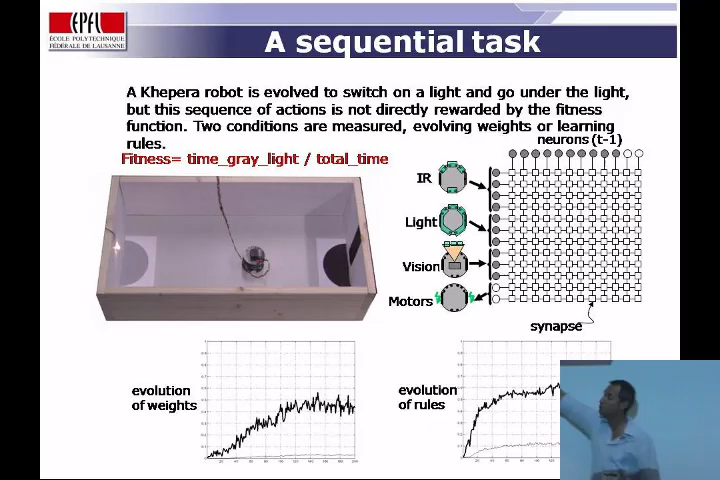 EPFL
ÉCOLE POLYTECHNIQUE
FÉDÉRALE DE LAUSANNE
A sequential task
A Khepera robot is evolved to switch on a light and go under the light,
but this sequence of actions is not directly rewarded by the fitness
function. Two conditions are measured, evolving weights or learning
rules.
Fitness= time_gray_light / total_time
neurons (t-1)
IR
Light
Vision
Motors
synapse
evolution
of weights
evolution
of rules